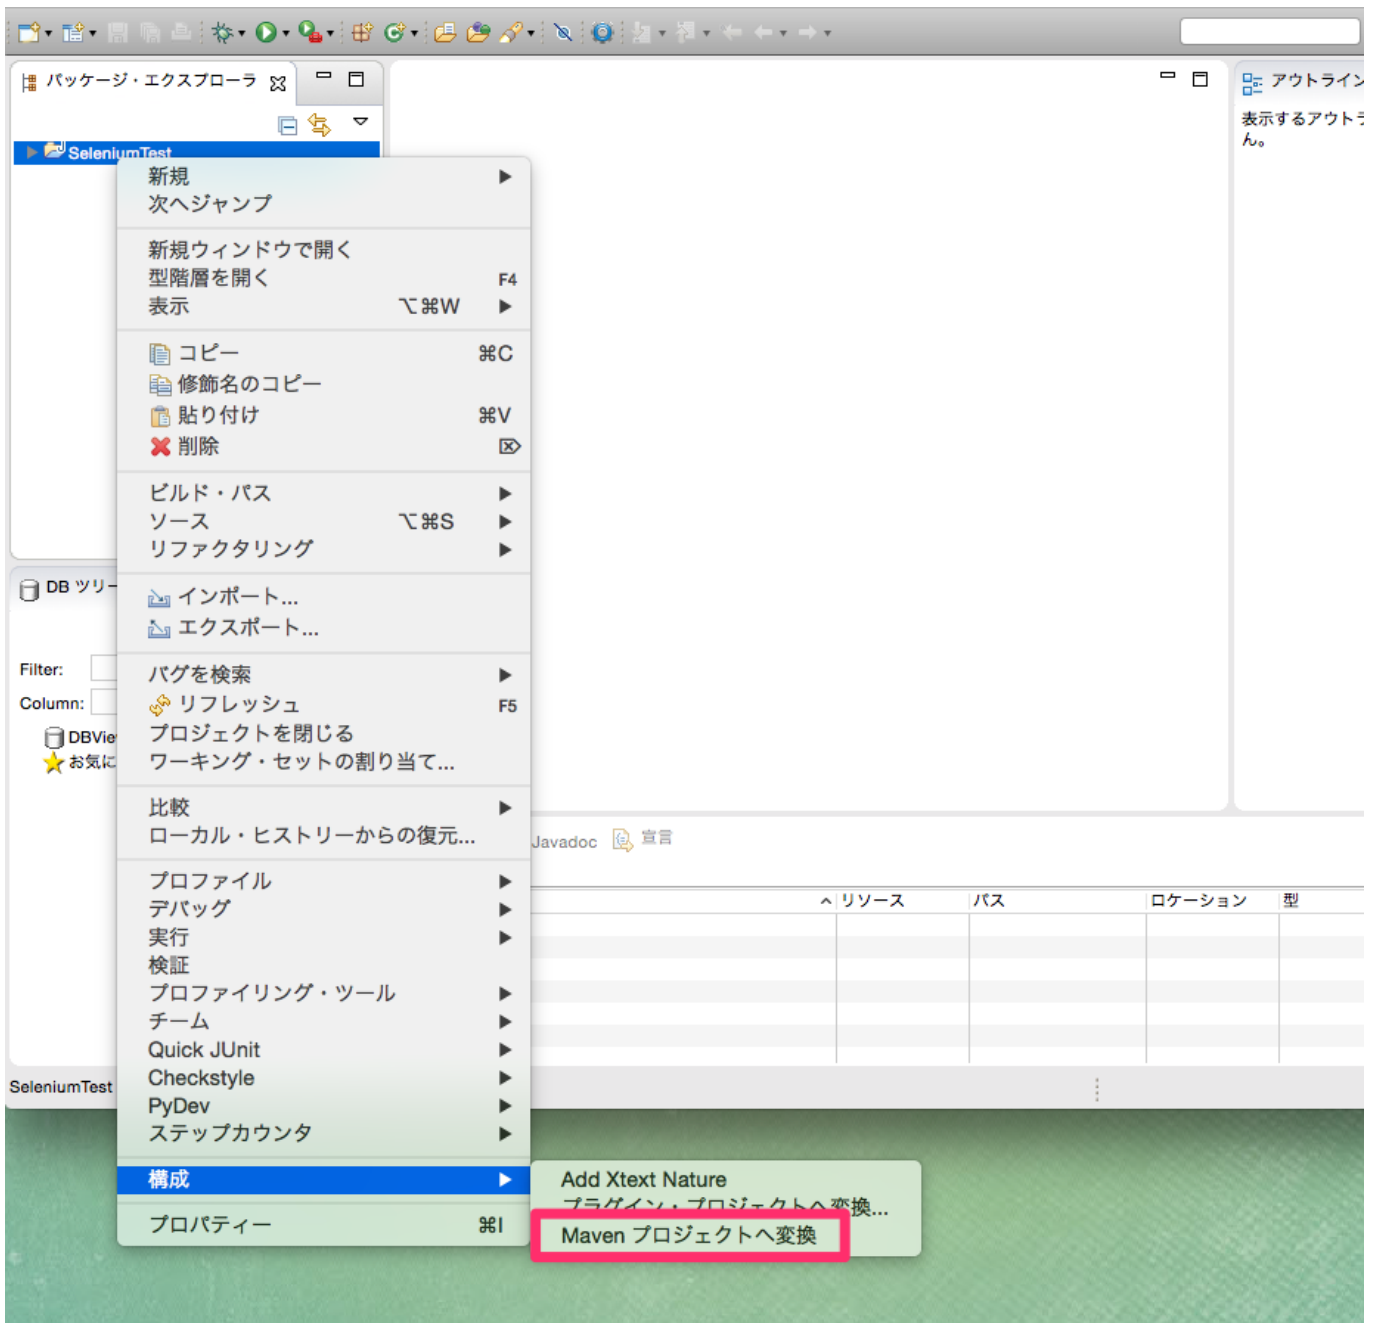 パッケージ・エクスプローラ
アウトライン
表示するアウトラ
ん。
SeleniumTest
新規
次へジャンプ
新規ウィンドウで開く
型階層を開く F4
表示 ⌥⌘W
コピー ⌘C
修飾名のコピー
貼り付け ⌘V
削除 ⌦
ビルド・パス
ソース ⌥⌘S
リファクタリング
インポート...
エクスポート...
バグを検索
リフレッシュ F5
プロジェクトを閉じる
ワーキング・セットの割り当て...
比較
ローカル・ヒストリーからの復元...
プロファイル
デバッグ
実行
検証
プロファイリング・ツール
チーム
Quick JUnit
Checkstyle
PyDev
ステップカウンタ
構成
プロパティー ⌘I
Add Xtext Nature
プラグイン・プロジェクトへ変換...
Maven プロジェクトへ変換
DB ツリー
Filter:
Column:
DBVie
お気に
Javadoc 宣言
リソース パス ロケーション 型
SeleniumTest